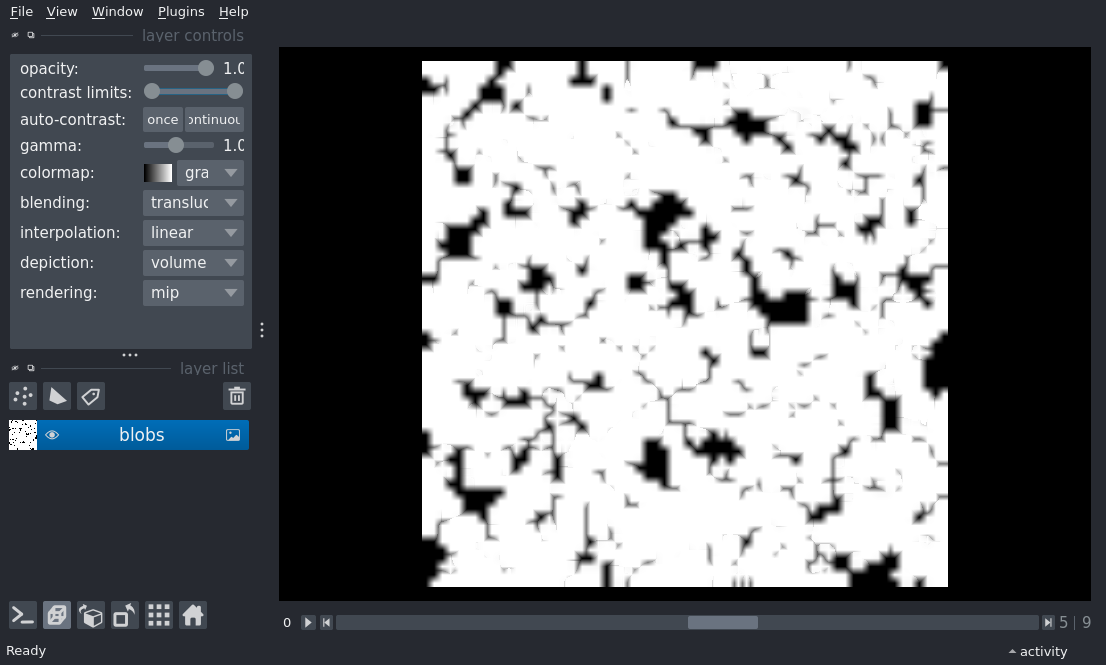 File View Window Plugins Help
layer controls
opacity: 1.0
contrast limits:
auto-contrast: once ontinuou
gamma: 1.0
colormap: gra
blending: transluc
interpolation: linear
depiction: volume
rendering: mip
layer list
blobs
0 5 | 9
Ready activity